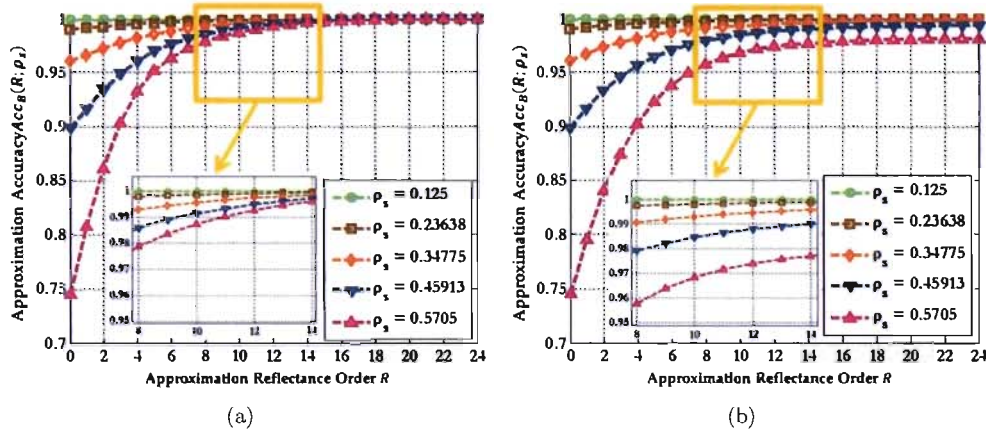 Approximation Accuracy Acc_B(R; ρ_s)
1
0.95
0.9
0.85
0.8
0.75
0.7
0 2 4 6 8 10 12 14 16 18 20 22 24
Approximation Reflectance Order R
1
0.99
0.98
0.97
0.96
0.95
8 10 12 14
ρ_s = 0.125
ρ_s = 0.23638
ρ_s = 0.34775
ρ_s = 0.45913
ρ_s = 0.5705
(a)
Approximation Accuracy Acc_B(R; ρ_s)
1
0.95
0.9
0.85
0.8
0.75
0.7
0 2 4 6 8 10 12 14 16 18 20 22 24
Approximation Reflectance Order R
1
0.99
0.98
0.97
0.96
0.95
8 10 12 14
ρ_s = 0.125
ρ_s = 0.23638
ρ_s = 0.34775
ρ_s = 0.45913
ρ_s = 0.5705
(b)